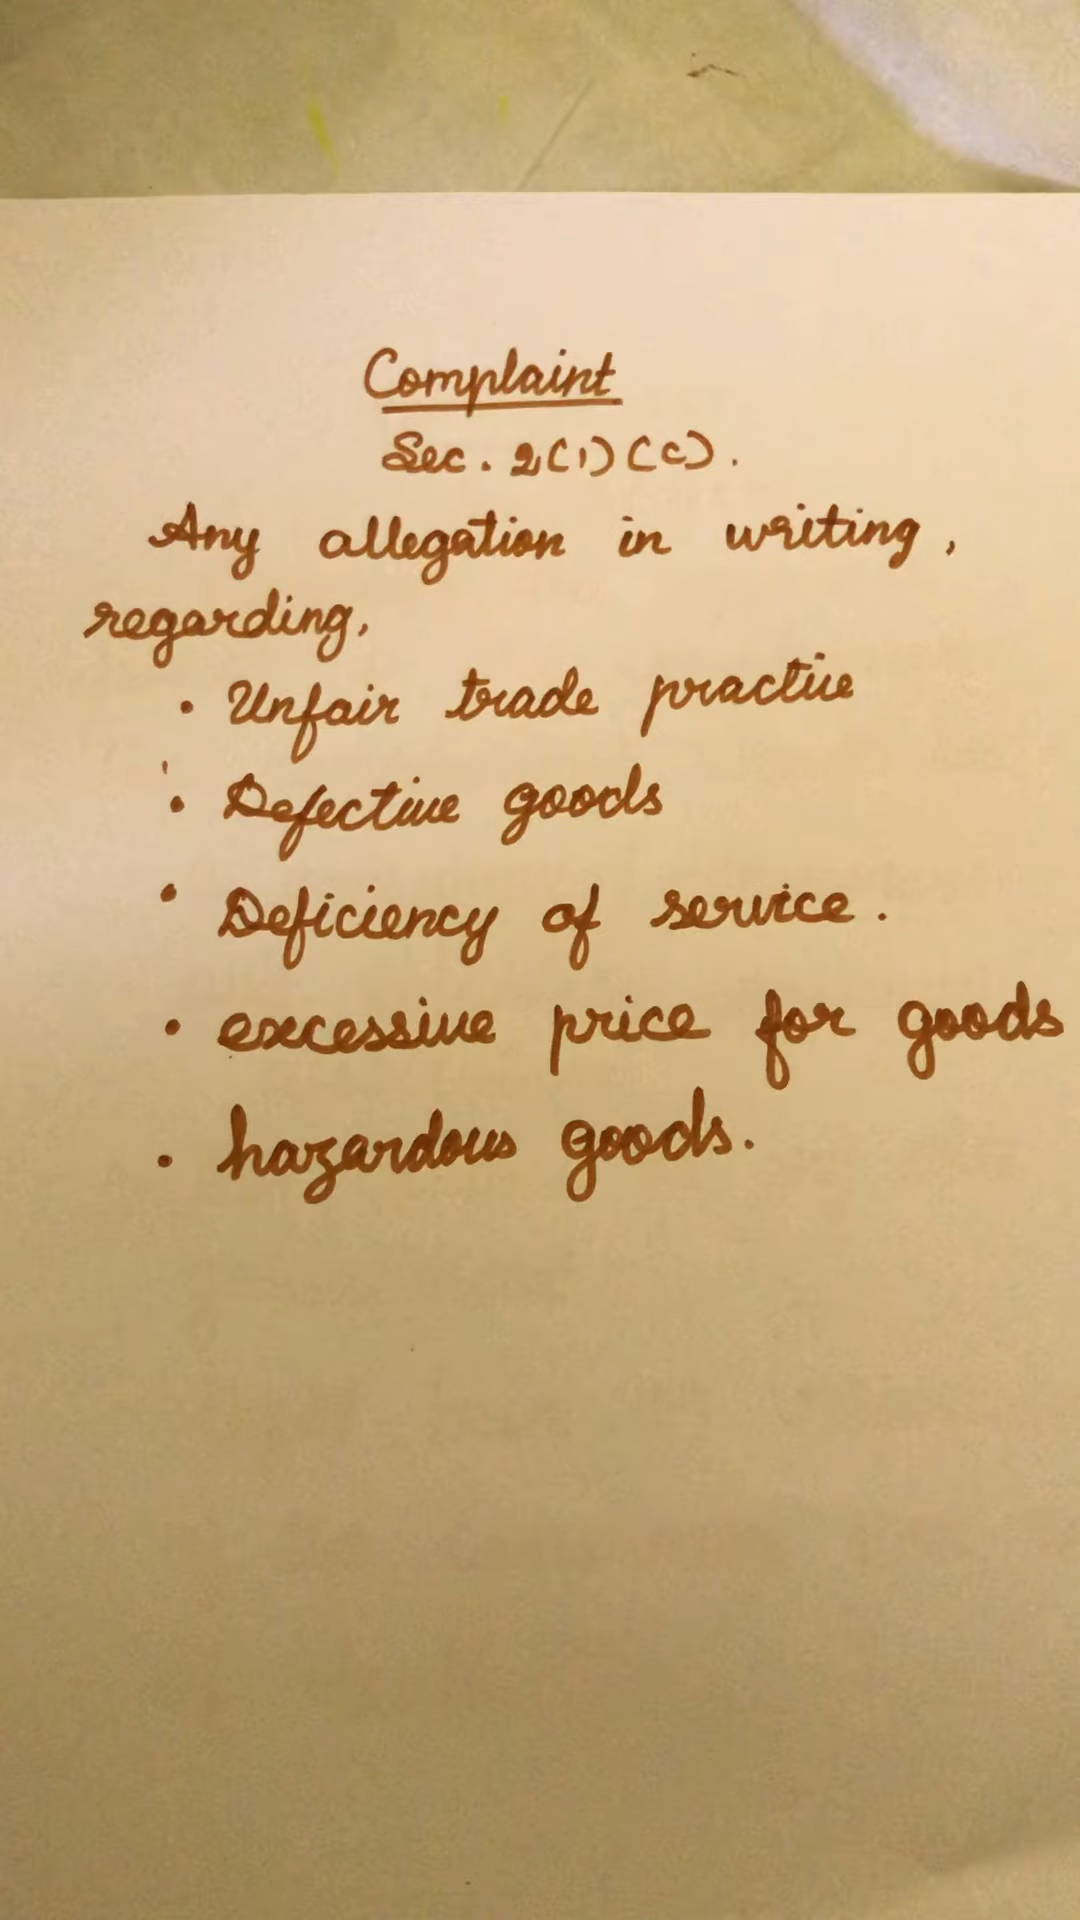 Complaint
Sec. 2(1)(c).
Any allegation in writing,
regarding,
• Unfair trade practice
• Defective goods
• Deficiency of service.
• excessive price for goods
• hazardous goods.